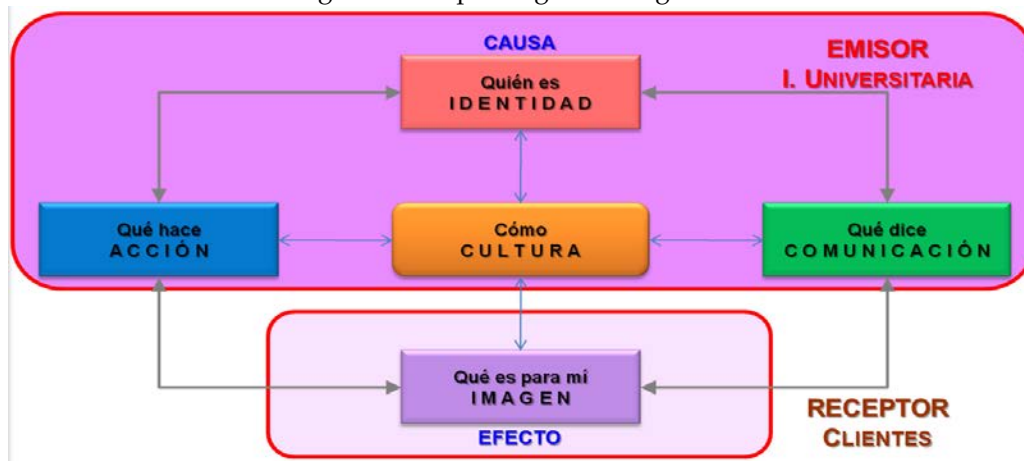 CAUSA
EMISOR
I. UNIVERSITARIA
Quién es
IDENTIDAD
Qué hace
ACCIÓN
Cómo
CULTURA
Qué dice
COMUNICACIÓN
Qué es para mí
IMAGEN
EFECTO
RECEPTOR
CLIENTES